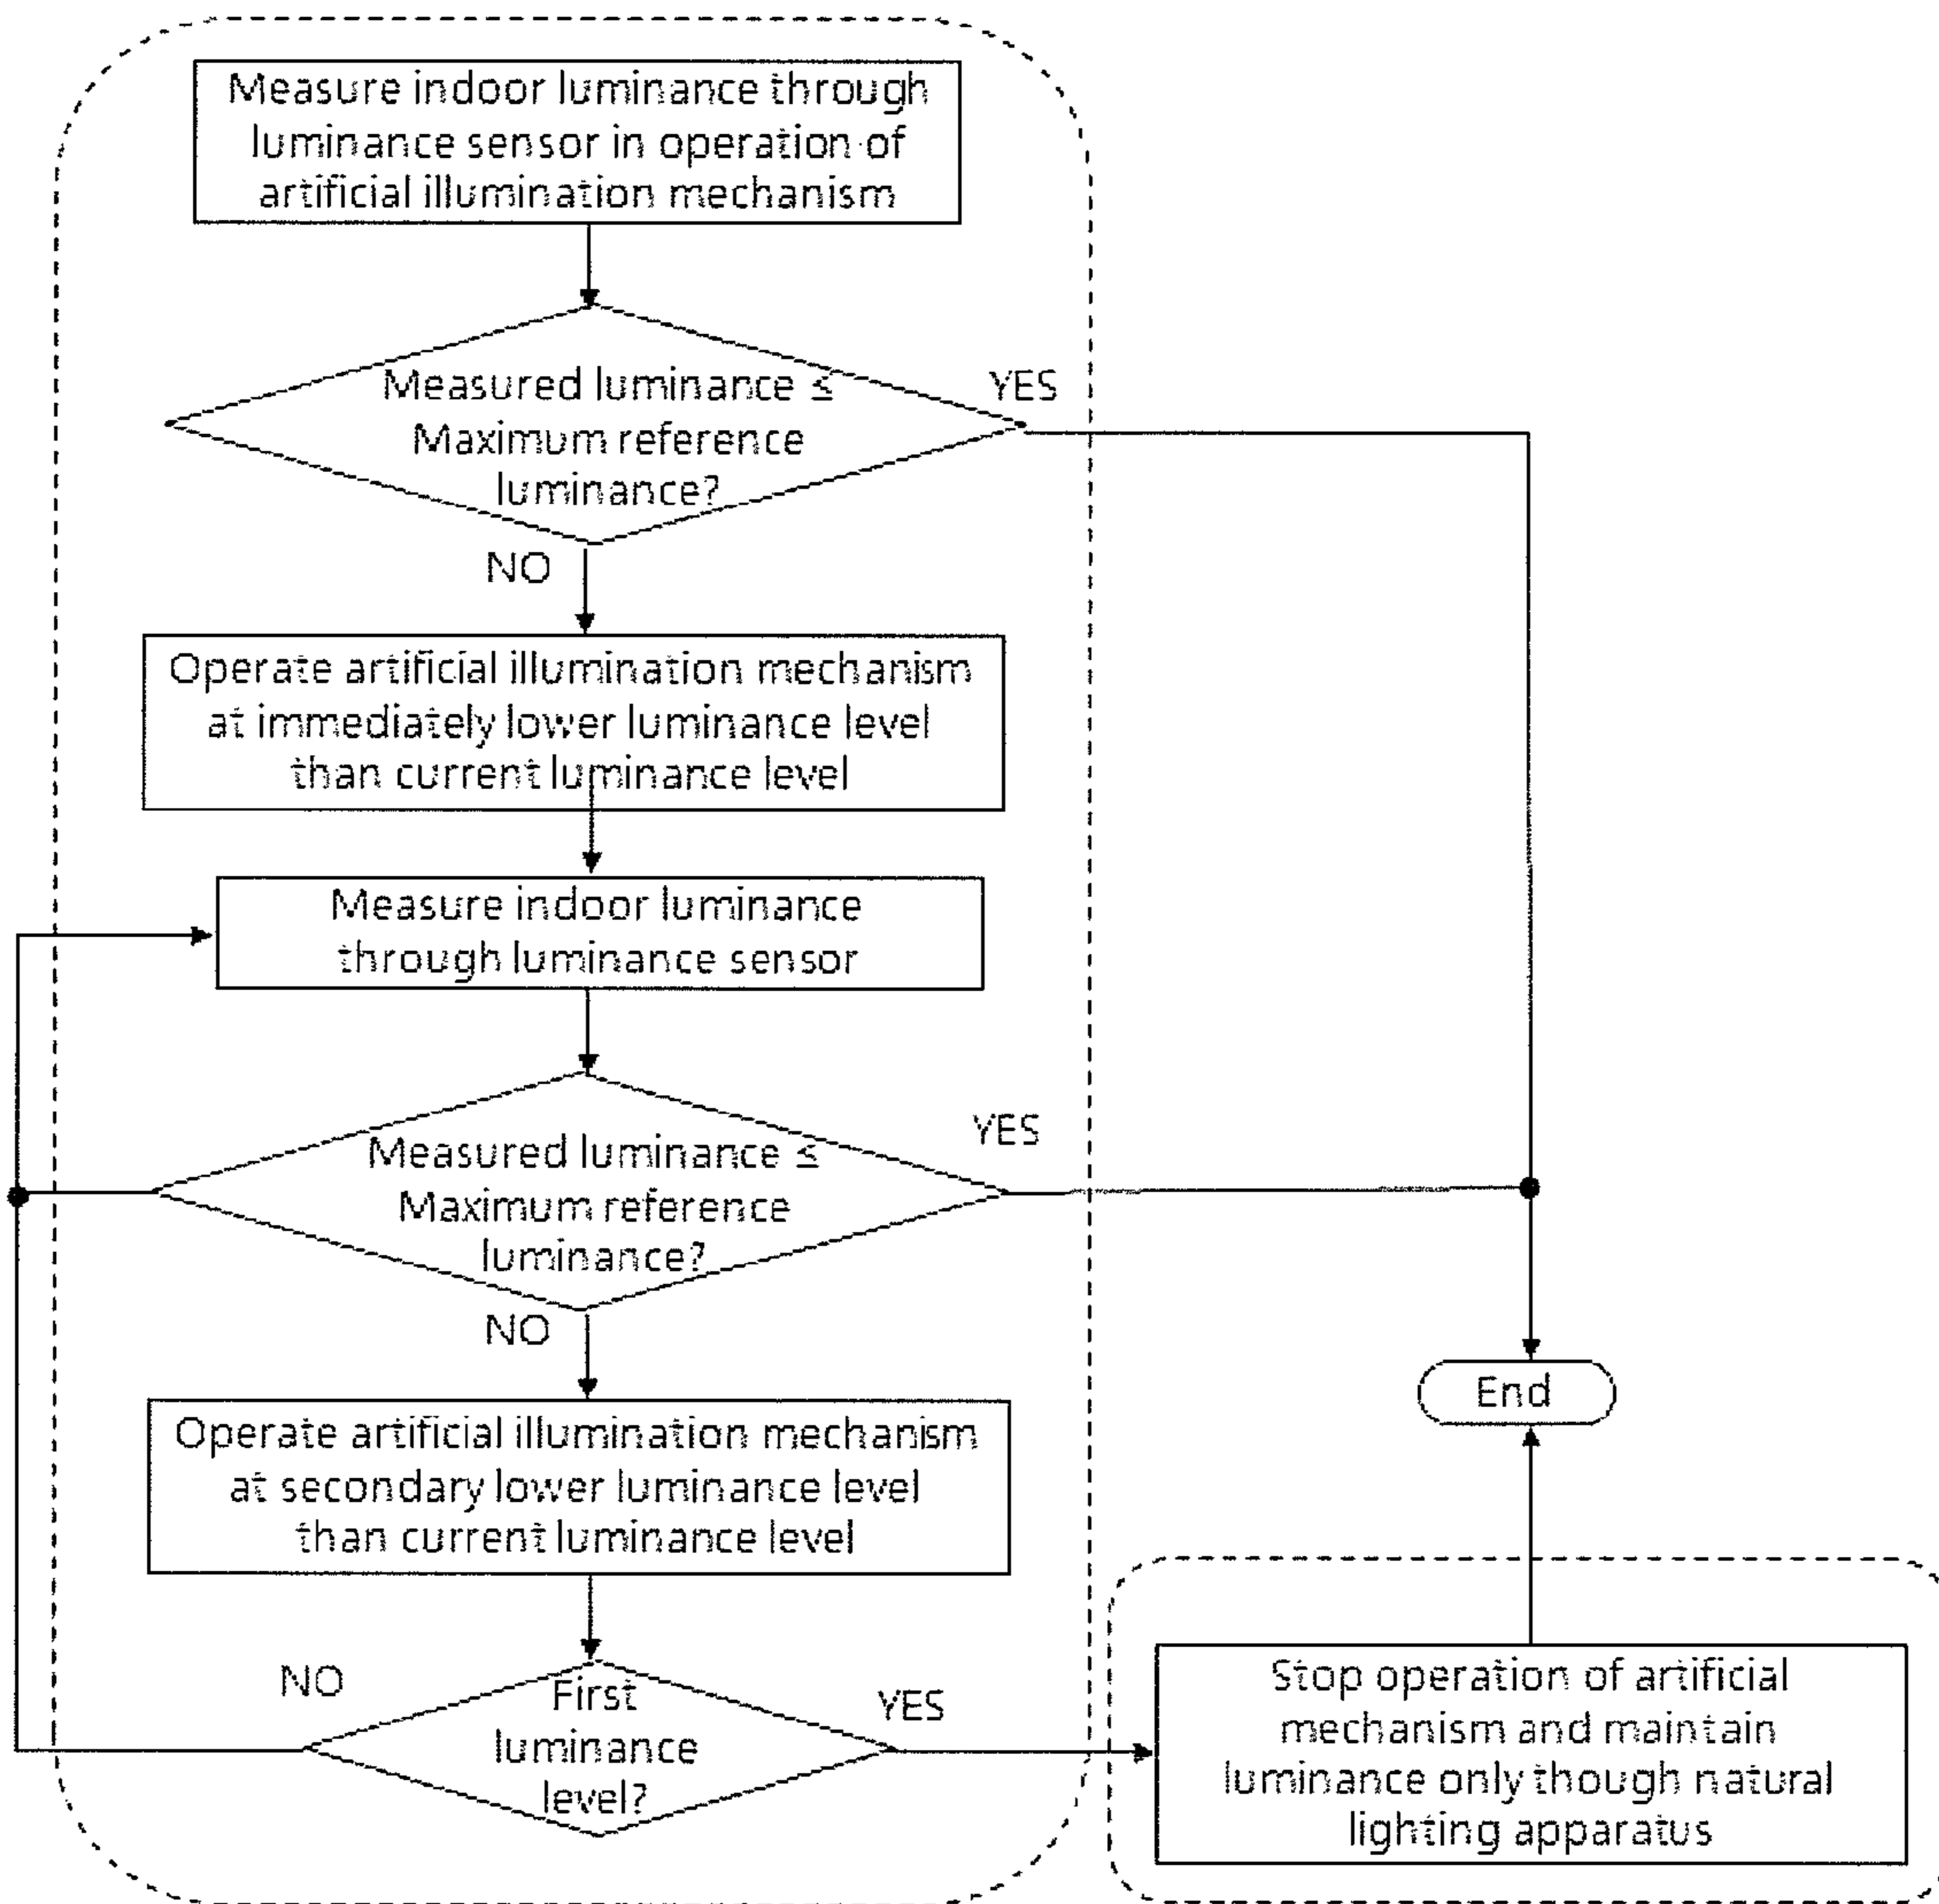 Measure indoor luminance through
luminance sensor in operation of
artificial illumination mechanism
Measured luminance ≤
Maximum reference
luminance?
YES
NO
Operate artificial illumination mechanism
at immediately lower luminance level
than current luminance level
Measure indoor luminance
through luminance sensor
Measured luminance ≤
Maximum reference
luminance?
YES
NO
End
Operate artificial illumination mechanism
at secondary lower luminance level
than current luminance level
NO
First
luminance
level?
YES
Stop operation of artificial
mechanism and maintain
luminance only though natural
lighting apparatus